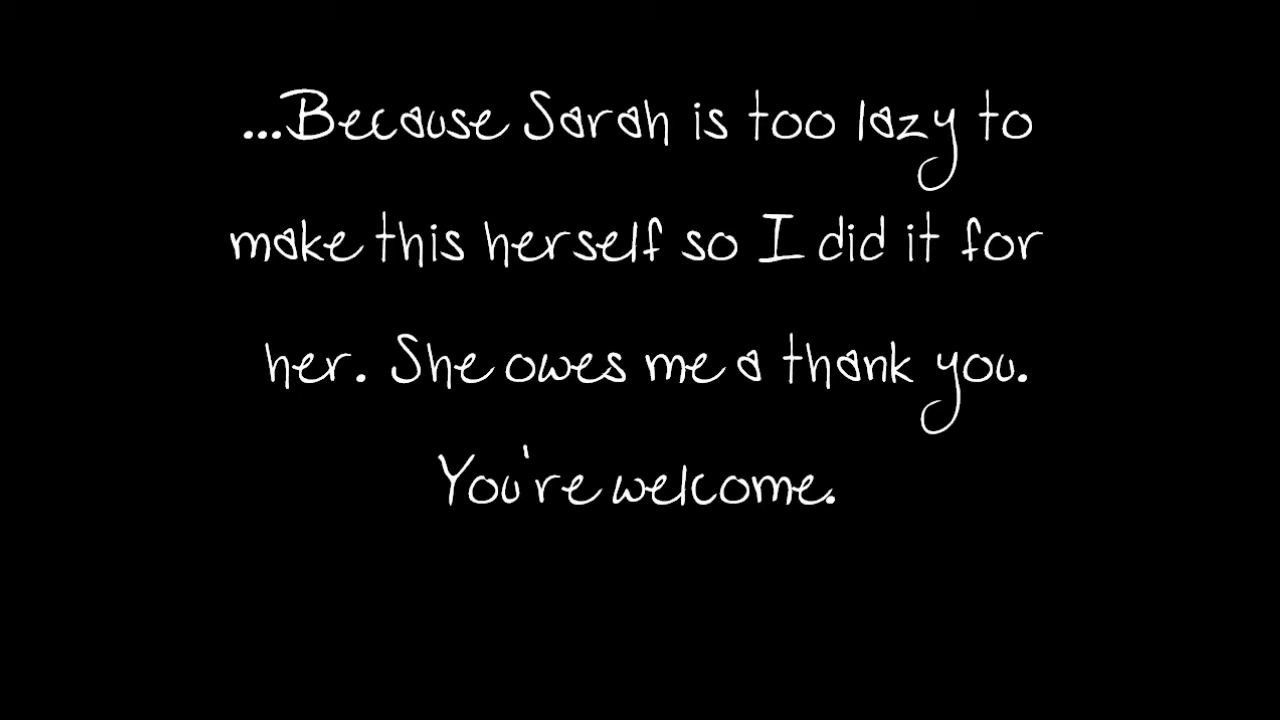 ...Because Sarah is too lazy to
make this herself so I did it for
her. She owes me a thank you.
You're welcome.